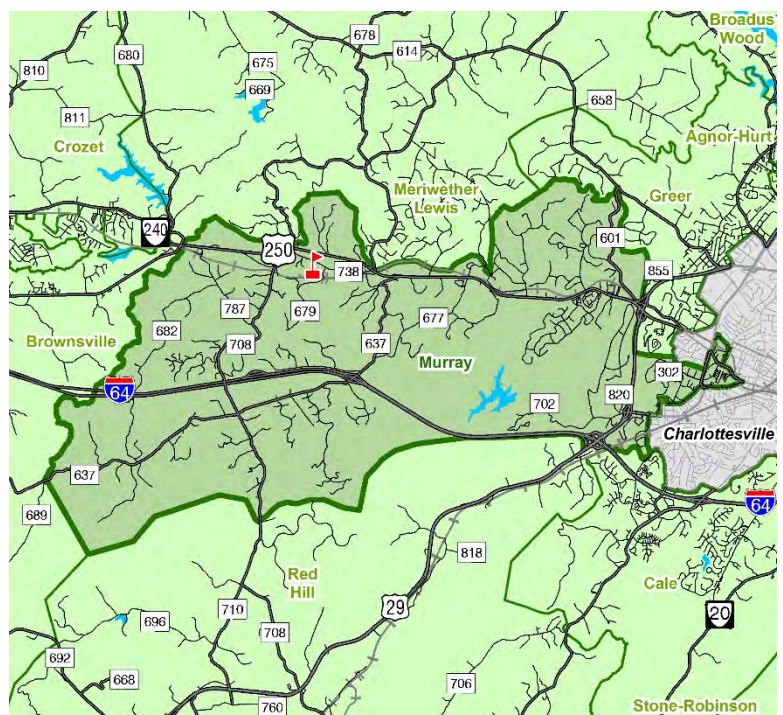 Broadus
Wood
678
614
680
810
675
669
658
811
Agnor-Hurt
Crozet
Meriwether
Lewis
Greer
240
250
601
738
855
787
679
677
682
Brownsville
708
637
Murray
302
64
702
820
Charlottesville
637
64
689
818
Red
Hill
Cale
29
20
710
696
708
692
668
706
760
Stone-Robinson